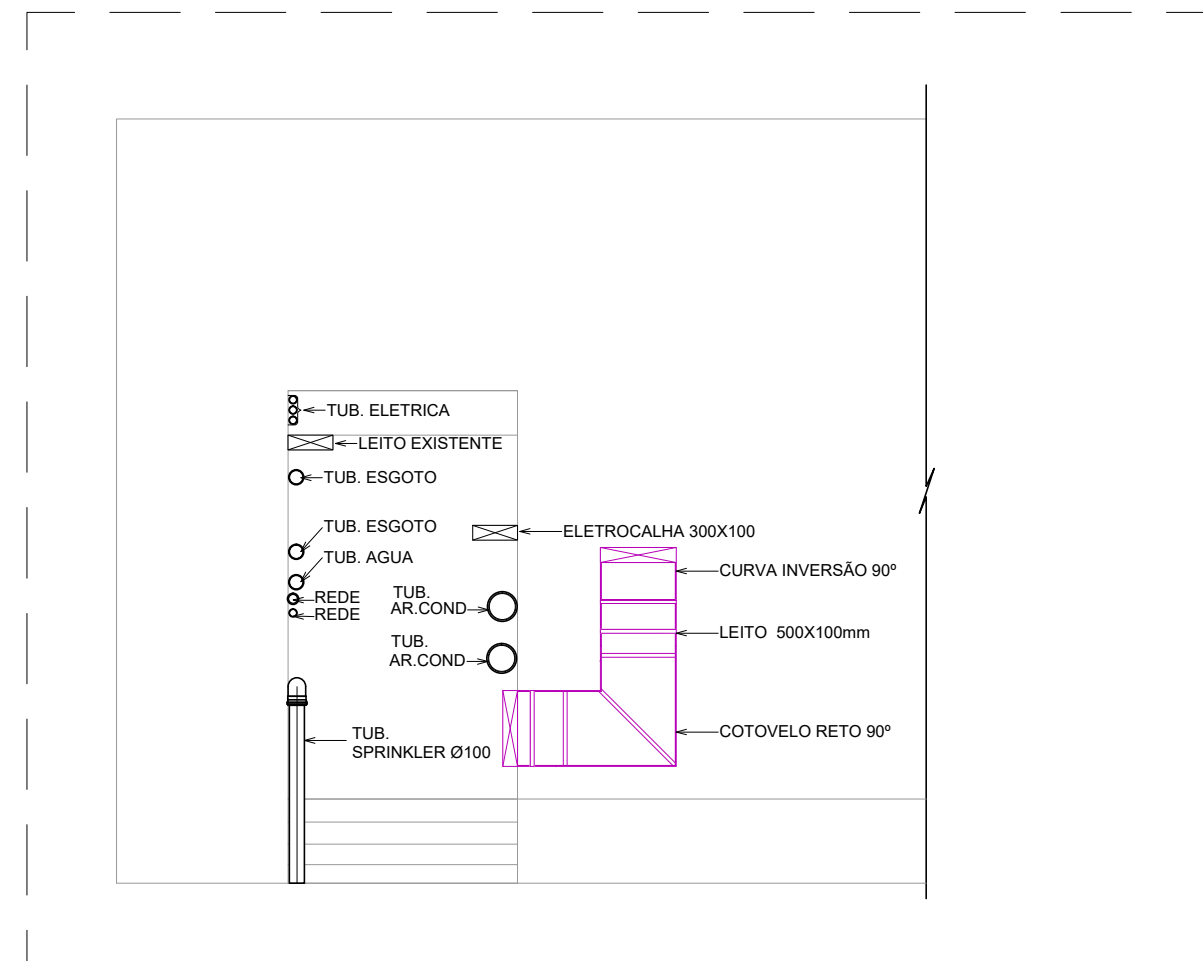 TUB. ELETRICA
LEITO EXISTENTE
TUB. ESGOTO
TUB. ESGOTO
TUB. AGUA
REDE
REDE
TUB.
AR.COND
TUB.
AR.COND
TUB.
SPRINKLER Ø100
ELETROCALHA 300X100
CURVA INVERSÃO 90º
LEITO 500X100mm
COTOVELO RETO 90º